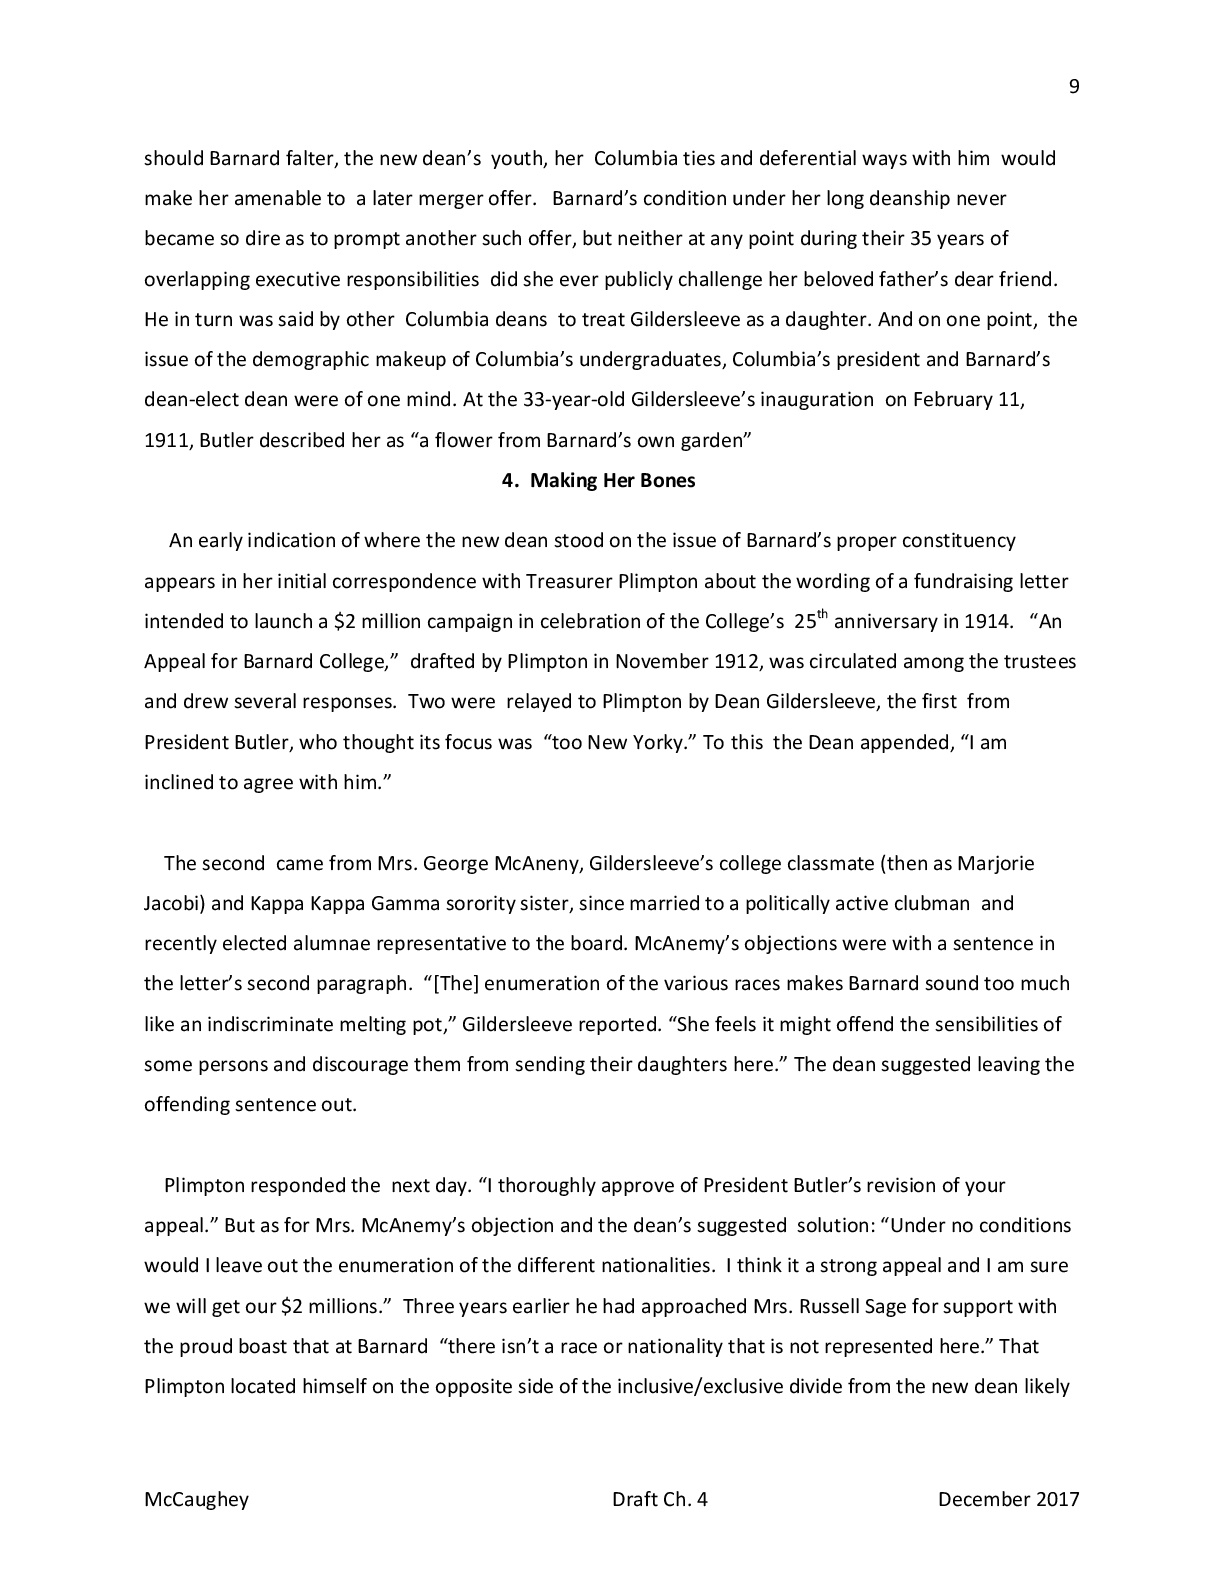 9
should Barnard falter, the new dean’s youth, her Columbia ties and deferential ways with him would
make her amenable to a later merger offer. Barnard’s condition under her long deanship never
became so dire as to prompt another such offer, but neither at any point during their 35 years of
overlapping executive responsibilities did she ever publicly challenge her beloved father’s dear friend.
He in turn was said by other Columbia deans to treat Gildersleeve as a daughter. And on one point, the
issue of the demographic makeup of Columbia’s undergraduates, Columbia’s president and Barnard’s
dean-elect dean were of one mind. At the 33-year-old Gildersleeve’s inauguration on February 11,
1911, Butler described her as “a flower from Barnard’s own garden”
4. Making Her Bones
An early indication of where the new dean stood on the issue of Barnard’s proper constituency
appears in her initial correspondence with Treasurer Plimpton about the wording of a fundraising letter
intended to launch a $2 million campaign in celebration of the College’s 25th anniversary in 1914. “An
Appeal for Barnard College,” drafted by Plimpton in November 1912, was circulated among the trustees
and drew several responses. Two were relayed to Plimpton by Dean Gildersleeve, the first from
President Butler, who thought its focus was “too New Yorky.” To this the Dean appended, “I am
inclined to agree with him.”
The second came from Mrs. George McAneny, Gildersleeve’s college classmate (then as Marjorie
Jacobi) and Kappa Kappa Gamma sorority sister, since married to a politically active clubman and
recently elected alumnae representative to the board. McAnemy’s objections were with a sentence in
the letter’s second paragraph. “[The] enumeration of the various races makes Barnard sound too much
like an indiscriminate melting pot,” Gildersleeve reported. “She feels it might offend the sensibilities of
some persons and discourage them from sending their daughters here.” The dean suggested leaving the
offending sentence out.
Plimpton responded the next day. “I thoroughly approve of President Butler’s revision of your
appeal.” But as for Mrs. McAnemy’s objection and the dean’s suggested solution: “Under no conditions
would I leave out the enumeration of the different nationalities. I think it a strong appeal and I am sure
we will get our $2 millions.” Three years earlier he had approached Mrs. Russell Sage for support with
the proud boast that at Barnard “there isn’t a race or nationality that is not represented here.” That
Plimpton located himself on the opposite side of the inclusive/exclusive divide from the new dean likely
McCaughey Draft Ch. 4 December 2017